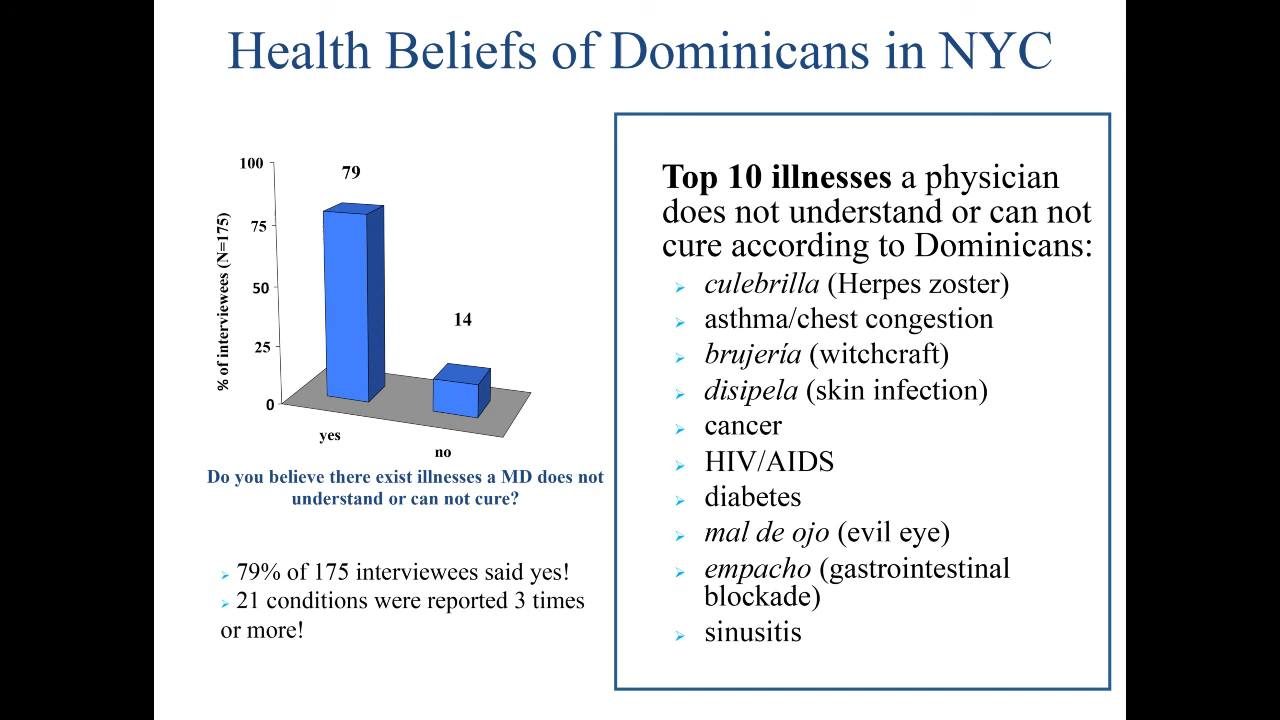 Health Beliefs of Dominicans in NYC
100
75
50
25
0
% of interviewees (N=175)
79
14
yes
no
Do you believe there exist illnesses a MD does not
understand or can not cure?
79% of 175 interviewees said yes!
21 conditions were reported 3 times
or more!
Top 10 illnesses a physician
does not understand or can not
cure according to Dominicans:
culebrilla (Herpes zoster)
asthma/chest congestion
brujería (witchcraft)
disipela (skin infection)
cancer
HIV/AIDS
diabetes
mal de ojo (evil eye)
empacho (gastrointestinal
blockade)
sinusitis